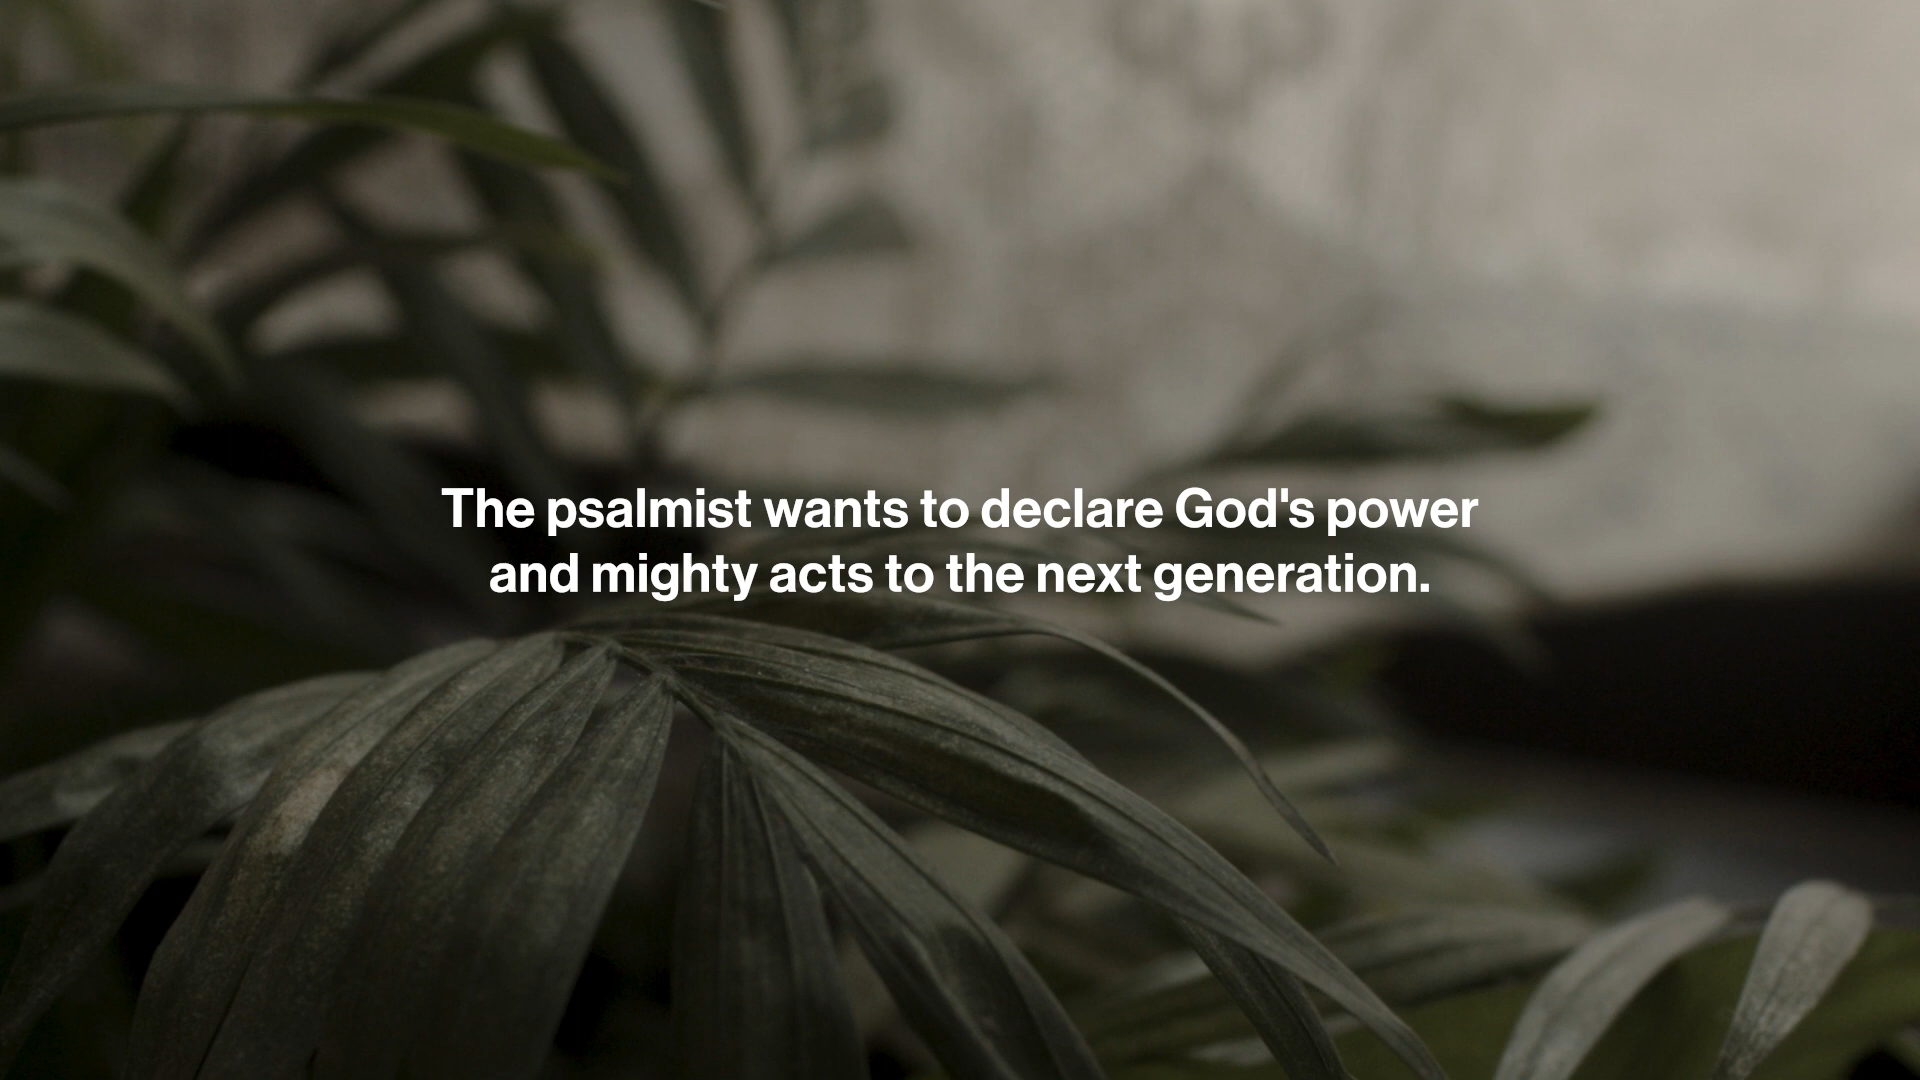 The psalmist wants to declare God's power
and mighty acts to the next generation.